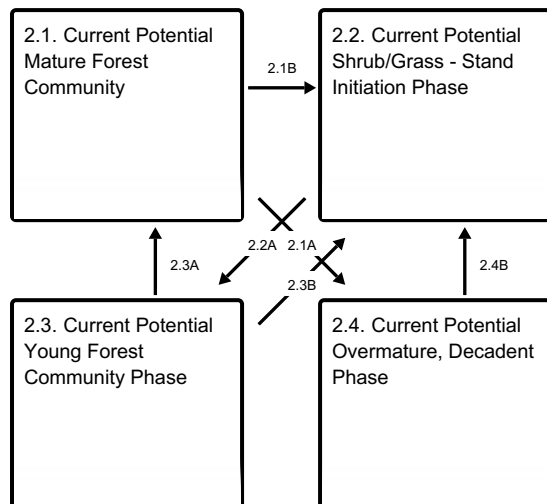 2.1. Current Potential
Mature Forest
Community
2.1B
2.2. Current Potential
Shrub/Grass - Stand
Initiation Phase
2.2A
2.1A
2.3A
2.3B
2.4B
2.3. Current Potential
Young Forest
Community Phase
2.4. Current Potential
Overmature, Decadent
Phase